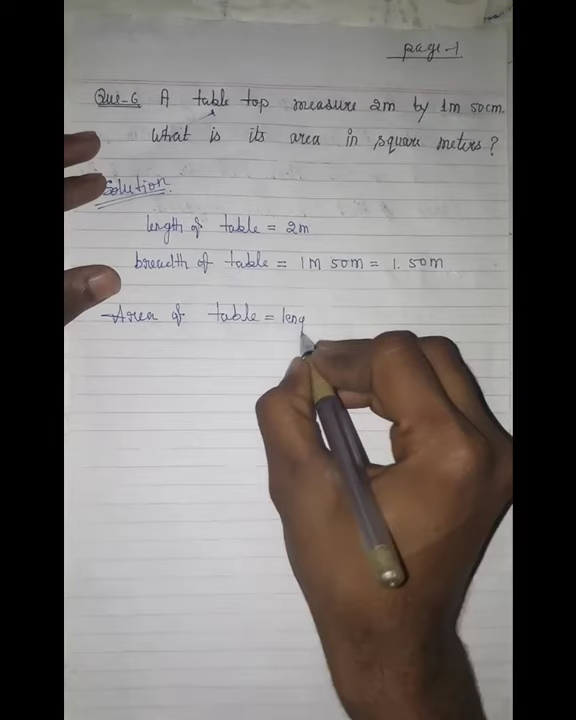 page-1
Que-6 A table top measure 2m by 1m 50cm.
What is its area in square meters?
Solution
length of table = 2m
breadth of table = 1M 50m = 1.50m
Area of table = leng